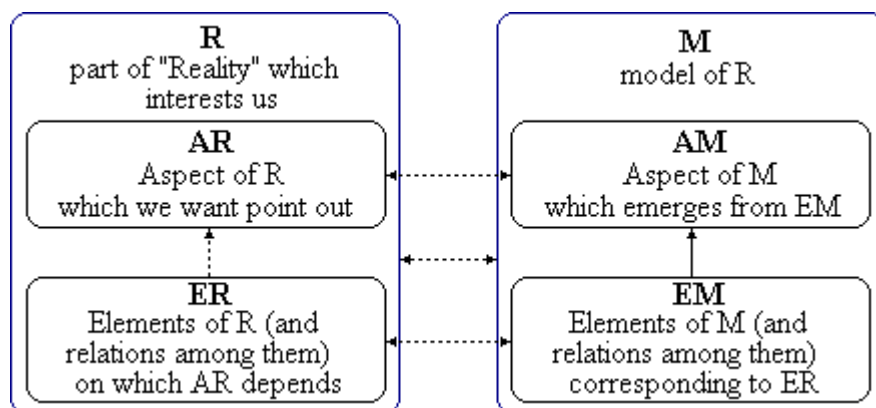 R
part of "Reality" which
interests us
AR
Aspect of R
which we want point out
ER
Elements of R (and
relations among them)
on which AR depends
M
model of R
AM
Aspect of M
which emerges from EM
EM
Elements of M (and
relations among them)
corresponding to ER